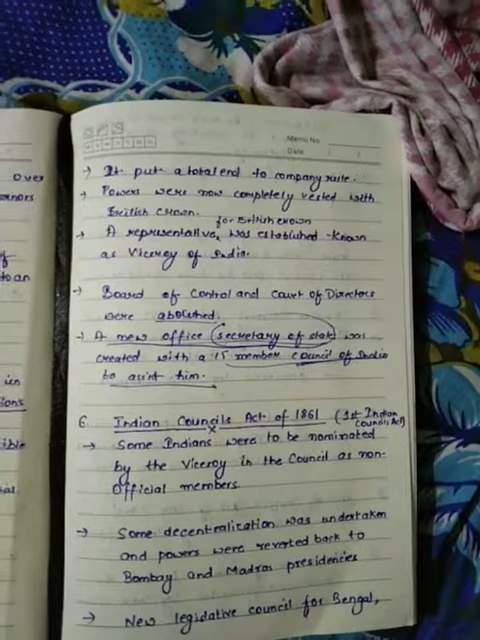 over
Memo No.
Date / /
→ It put a total end to company rule.
→ Powers were now completely vested with
British crown.
for British crown
→ A representative, was established - known
as Viceroy of India.
→ Board of Control and Court of Directors
were abolished.
→ A new office (secretary of state) was
created with a 15 member council of India
to assist him.
6. Indian Councils Act of 1861 (1st Indian
Councils Act)
→ Some Indians were to be nominated
by the Viceroy in the Council as non-
Official members
→ Some decentralization was undertaken
and powers were reverted back to
Bombay and Madras presidencies
→ New legislative council for Bengal,